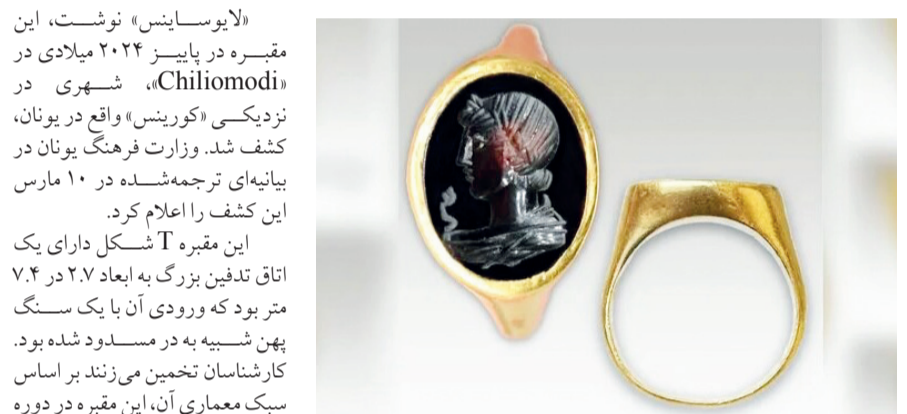 «لایوساینس» نوشت، این
مقبره در پاییز ۲۰۲۴ میلادی در
«Chiliomodi»، شهری در
نزدیکی «کورینس» واقع در یونان،
کشف شد. وزارت فرهنگ یونان در
بیانیه‌ای ترجمه‌شده در ۱۰ مارس
این کشف را اعلام کرد.
این مقبره T شکل دارای یک
اتاق تدفین بزرگ به ابعاد ۲.۷ در ۷.۴
متر بود که ورودی آن با یک سنگ
پهن شبیه به در مسدود شده بود.
کارشناسان تخمین می‌زنند بر اساس
سبک معماری آن، این مقبره در دوره